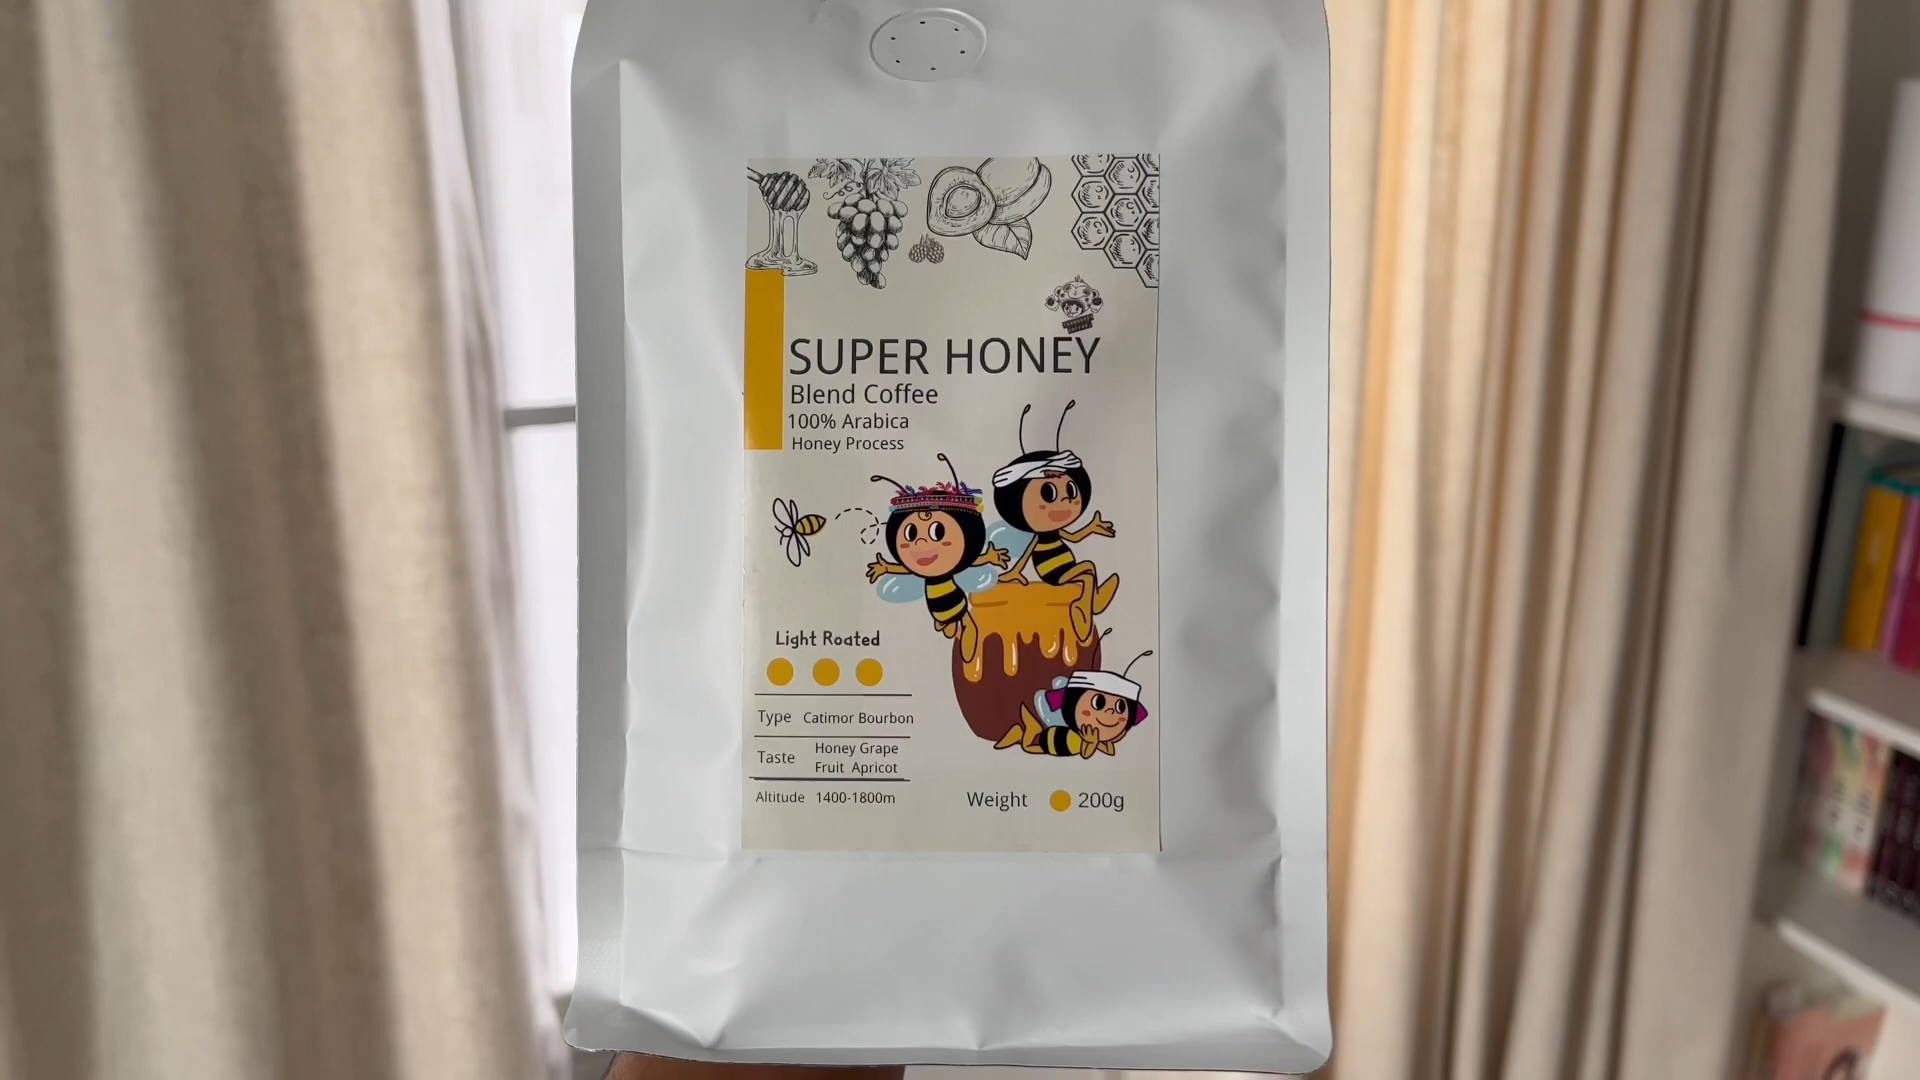 SUPER HONEY
Blend Coffee
100% Arabica
Honey Process
Light Roated
Type Catimor Bourbon
Taste Honey Grape
Fruit Apricot
Altitude 1400-1800m
Weight 200g